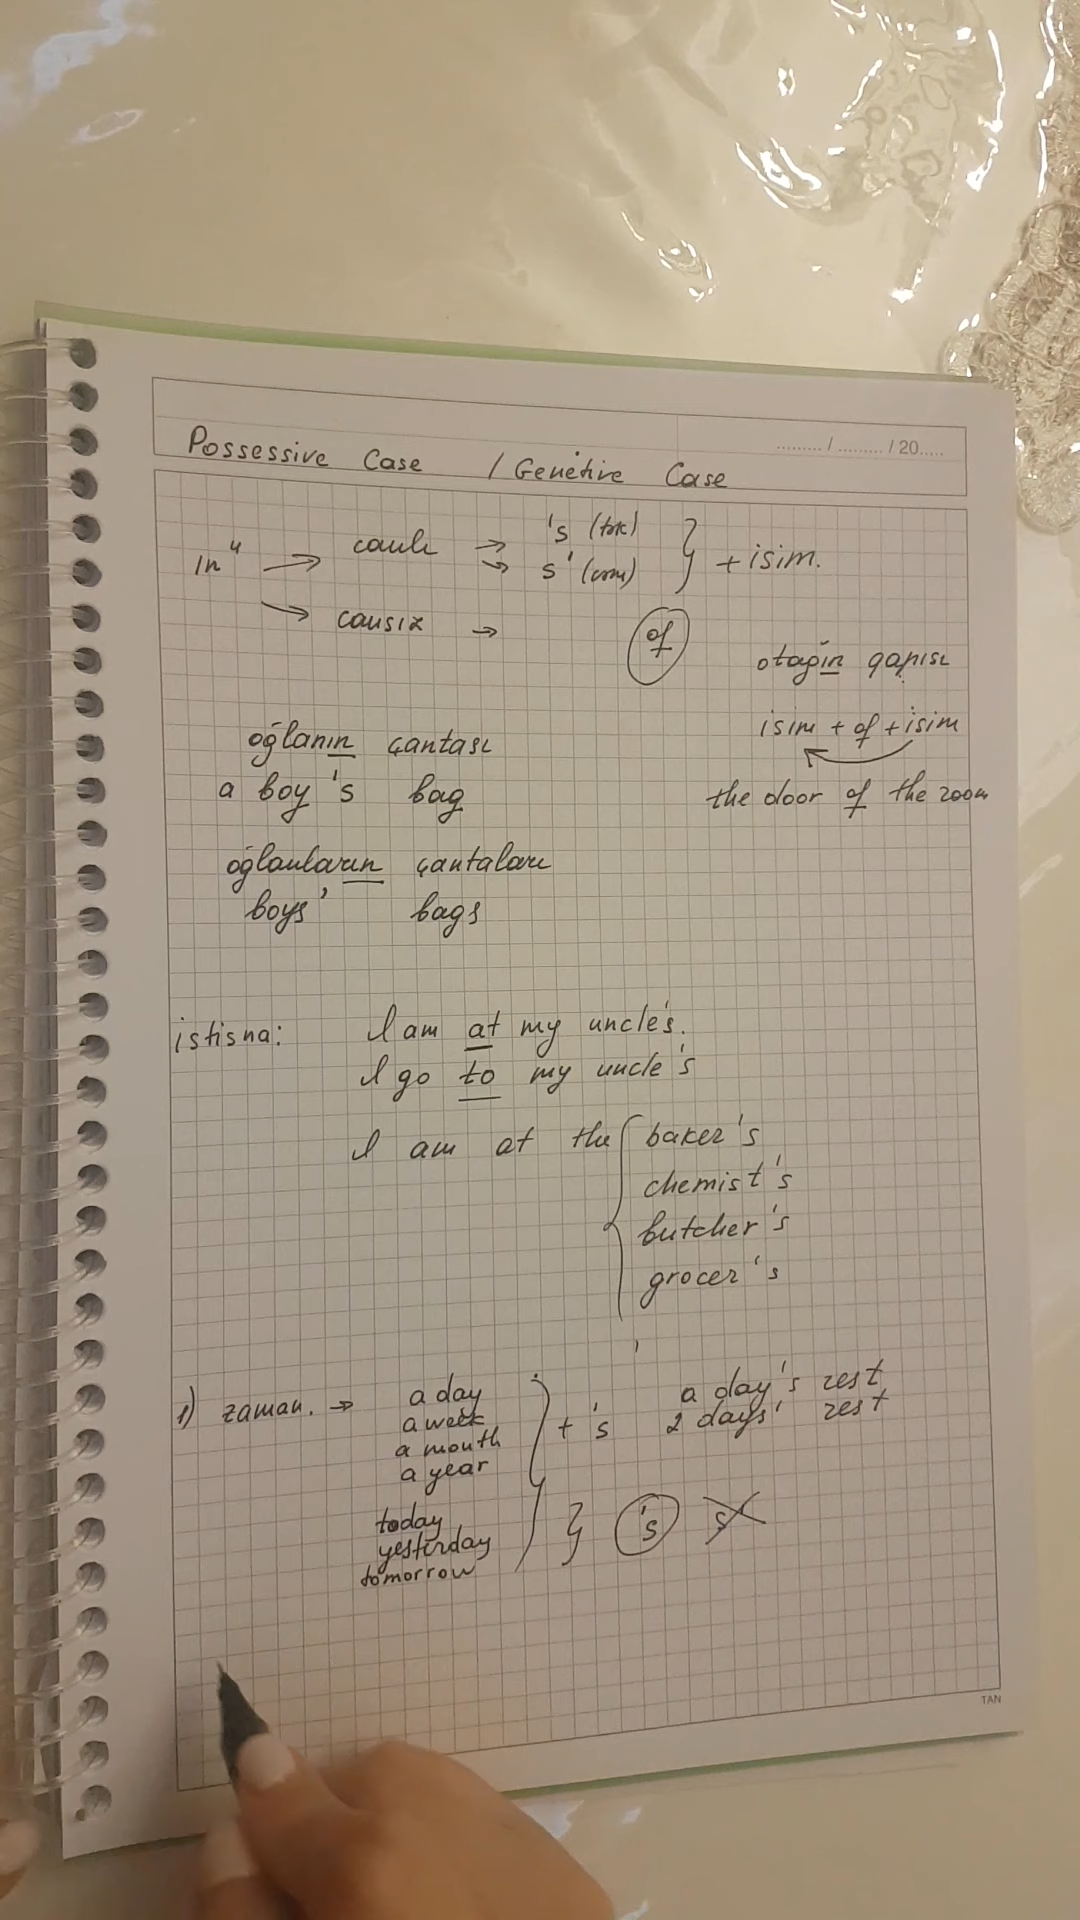 ......... / ......... / 20.....
Possessive Case / Genetive Case
ın⁴ → canlı → 's (tək)
→ s' (cəm) } + isim.
→ cansız → of
otağın qapısı
isim + of + isim
the door of the room
oğlanın çantası
a boy's bag
oğlanların çantaları
boys' bags
istisna: I am at my uncle's.
I go to my uncle's
I am at the { baker's
chemist's
butcher's
grocer's
1) zaman. → a day
a week
a month
a year
} + 's
a day's rest
2 days' rest
today
yesterday
tomorrow
} 's s'
TAN